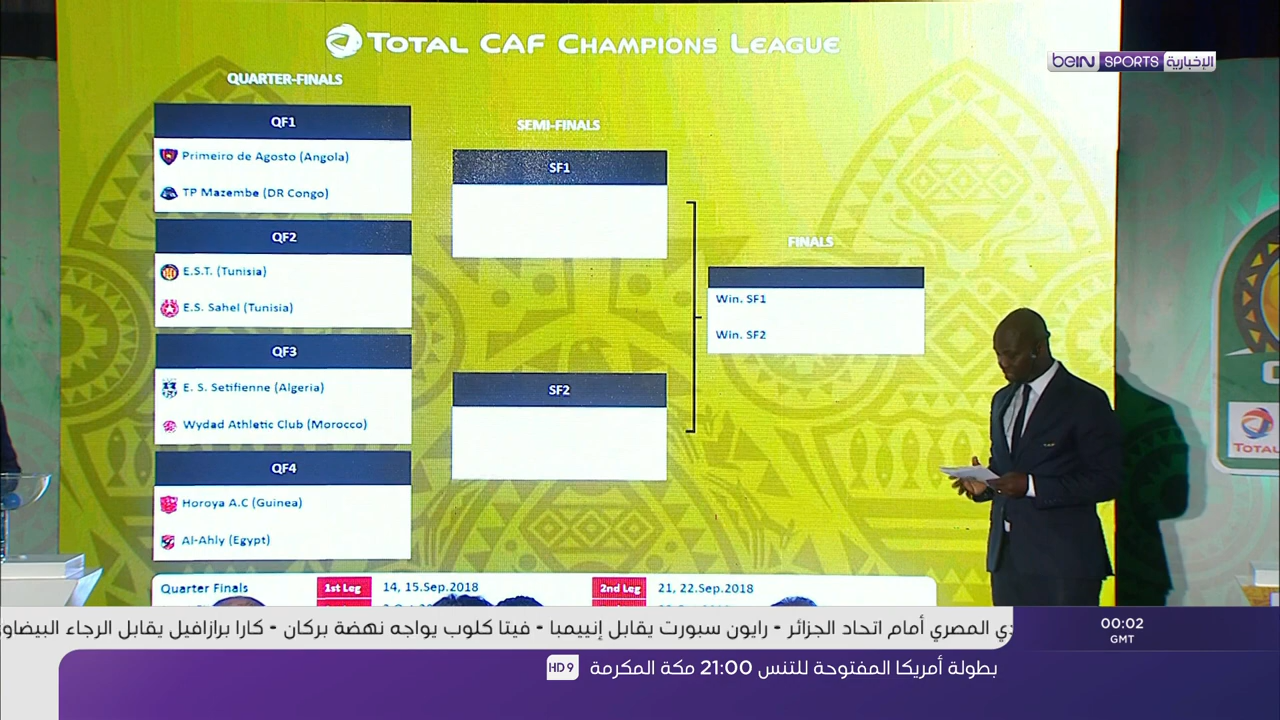 TOTAL CAF CHAMPIONS LEAGUE
beIN SPORTS الإخبارية
QUARTER-FINALS
QF1
Primeiro de Agosto (Angola)
TP Mazembe (DR Congo)
QF2
E.S.T. (Tunisia)
E.S. Sahel (Tunisia)
QF3
E. S. Setifienne (Algeria)
Wydad Athletic Club (Morocco)
QF4
Horoya A.C (Guinea)
Al-Ahly (Egypt)
SEMI-FINALS
SF1
SF2
FINALS
Win. SF1
Win. SF2
TOTAL
Quarter Finals 1st Leg 14, 15.Sep.2018 2nd Leg 21, 22.Sep.2018
المصري أمام اتحاد الجزائر - رايون سبورت يقابل إنييمبا - فيتا كلوب يواجه نهضة بركان - كارا برازافيل يقابل الرجاء
00:02
GMT
بطولة أمريكا المفتوحة للتنس 21:00 مكة المكرمة HD9